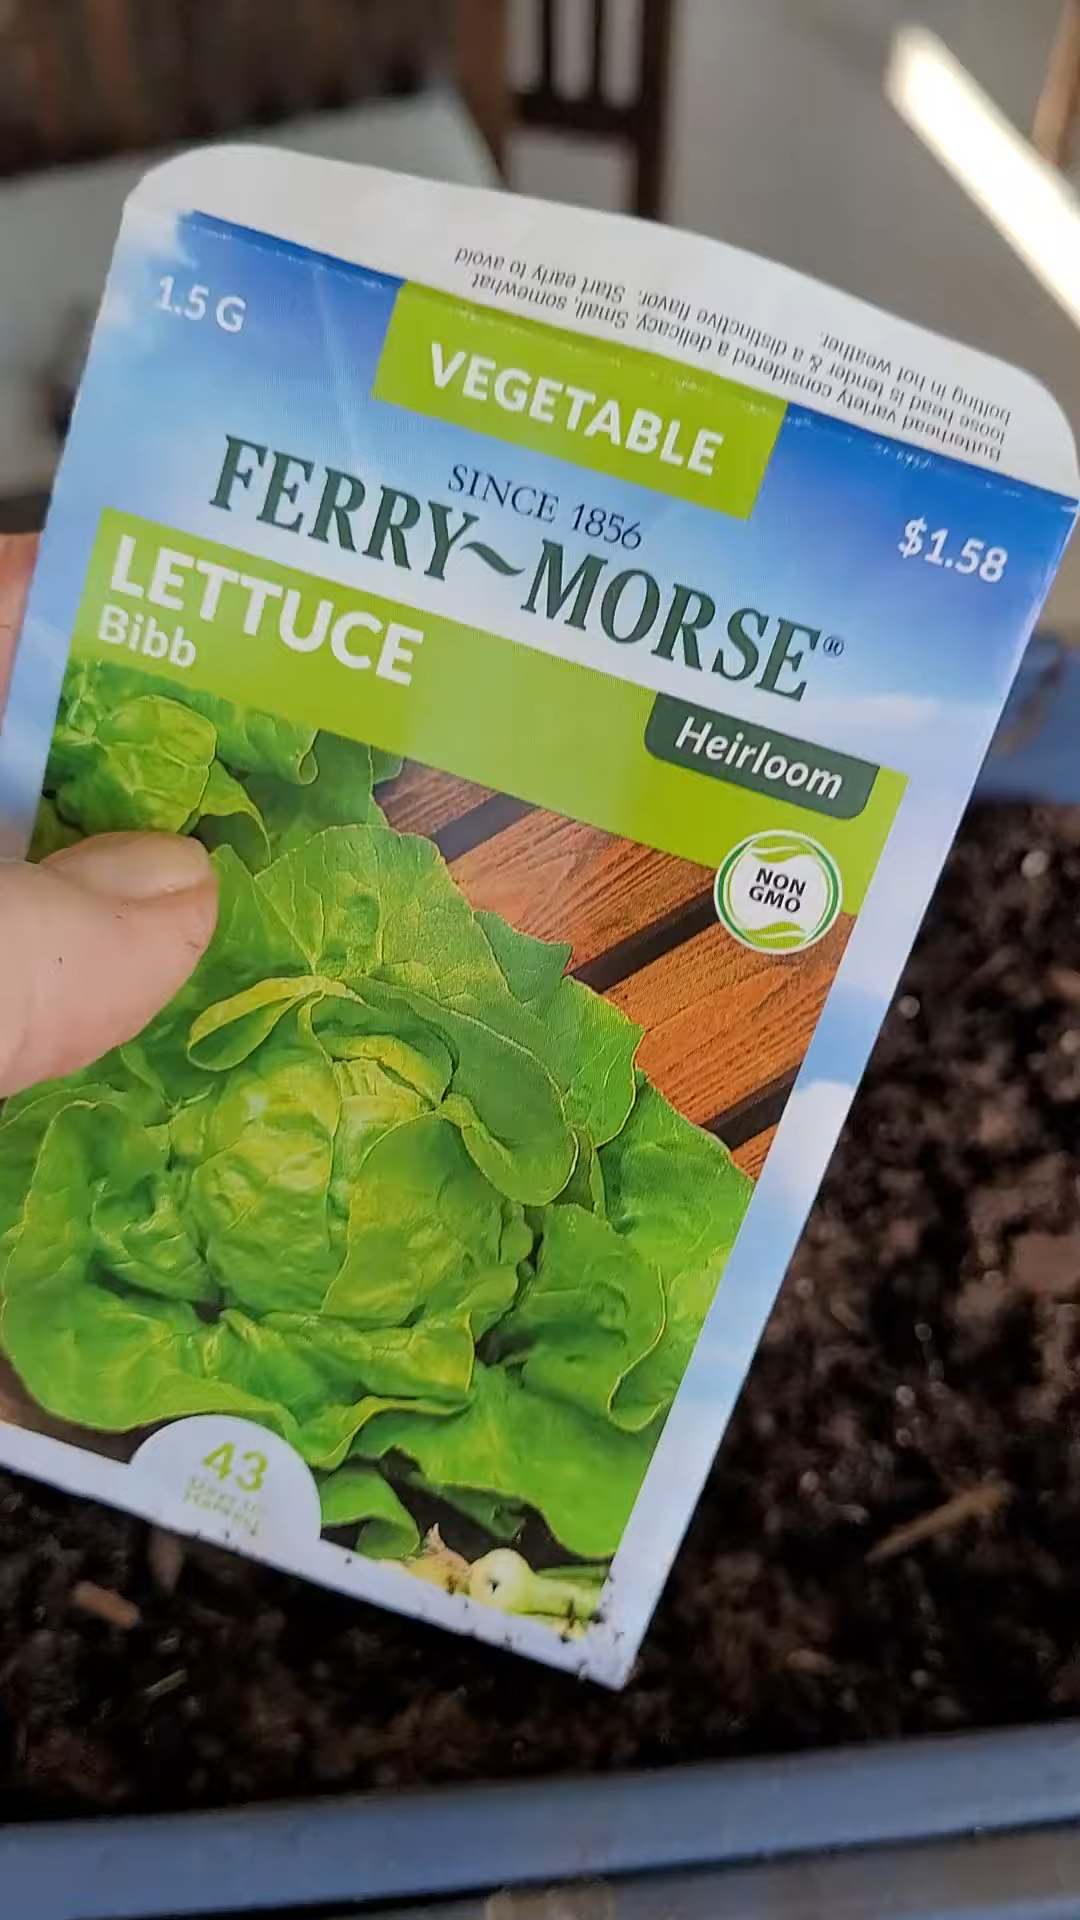 Butterhead variety considered a delicacy. Small, somewhat
loose head is tender & a distinctive flavor. Start early to avoid
bolting in hot weather.
1.5 G
VEGETABLE
SINCE 1856
FERRY~MORSE®
$1.58
LETTUCE
Bibb
Heirloom
NON
GMO
43